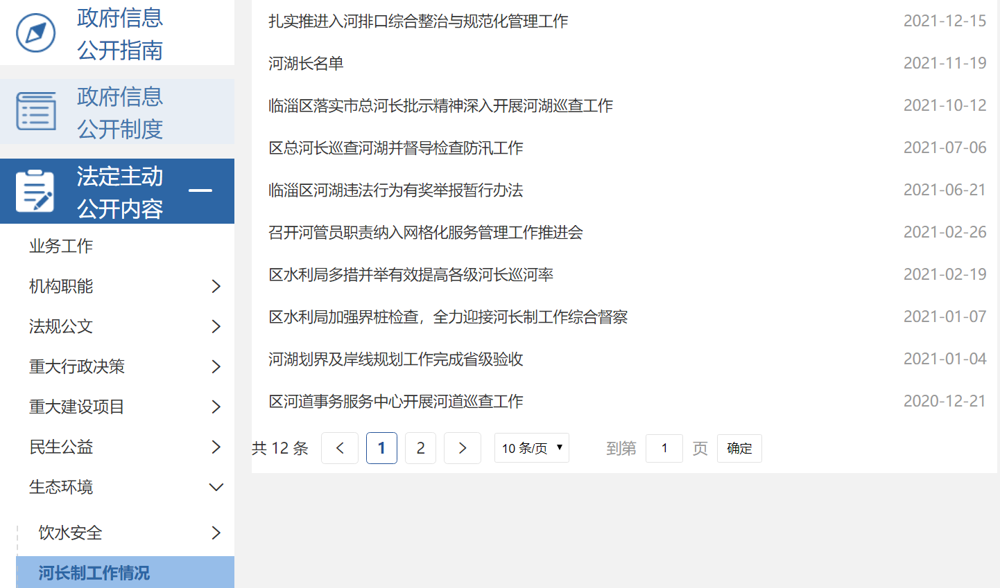 政府信息
公开指南
政府信息
公开制度
法定主动
公开内容
业务工作
机构职能
法规公文
重大行政决策
重大建设项目
民生公益
生态环境
饮水安全
河长制工作情况
扎实推进入河排口综合整治与规范化管理工作 2021-12-15
河湖长名单 2021-11-19
临淄区落实市总河长批示精神深入开展河湖巡查工作 2021-10-12
区总河长巡查河湖并督导检查防汛工作 2021-07-06
临淄区河湖违法行为有奖举报暂行办法 2021-06-21
召开河管员职责纳入网格化服务管理工作推进会 2021-02-26
区水利局多措并举有效提高各级河长巡河率 2021-02-19
区水利局加强界桩检查，全力迎接河长制工作综合督察 2021-01-07
河湖划界及岸线规划工作完成省级验收 2021-01-04
区河道事务服务中心开展河道巡查工作 2020-12-21
共 12 条 1 2 10 条/页 到第 1 页 确定